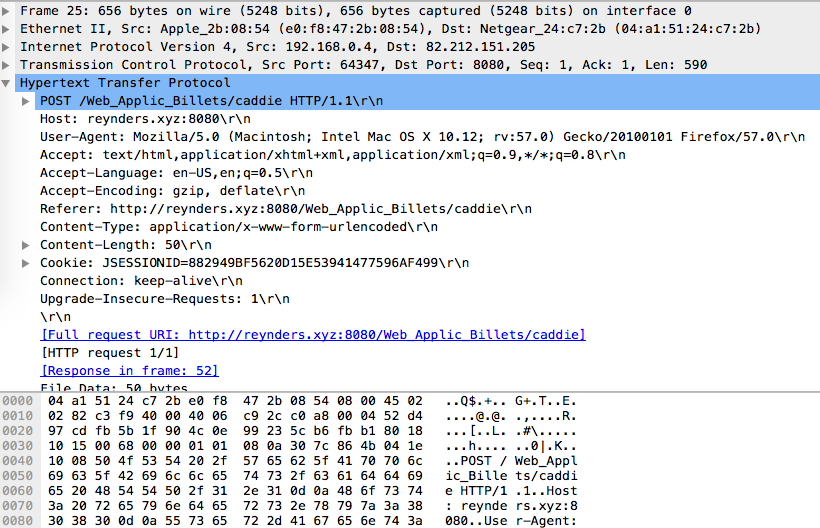 Frame 25: 656 bytes on wire (5248 bits), 656 bytes captured (5248 bits) on interface 0
Ethernet II, Src: Apple_2b:08:54 (e0:f8:47:2b:08:54), Dst: Netgear_24:c7:2b (04:a1:51:24:c7:2b)
Internet Protocol Version 4, Src: 192.168.0.4, Dst: 82.212.151.205
Transmission Control Protocol, Src Port: 64347, Dst Port: 8080, Seq: 1, Ack: 1, Len: 590
Hypertext Transfer Protocol
POST /Web_Applic_Billets/caddie HTTP/1.1\r\n
Host: reynders.xyz:8080\r\n
User-Agent: Mozilla/5.0 (Macintosh; Intel Mac OS X 10.12; rv:57.0) Gecko/20100101 Firefox/57.0\r\n
Accept: text/html,application/xhtml+xml,application/xml;q=0.9,*/*;q=0.8\r\n
Accept-Language: en-US,en;q=0.5\r\n
Accept-Encoding: gzip, deflate\r\n
Referer: http://reynders.xyz:8080/Web_Applic_Billets/caddie\r\n
Content-Type: application/x-www-form-urlencoded\r\n
Content-Length: 50\r\n
Cookie: JSESSIONID=882949BF5620D15E53941477596AF499\r\n
Connection: keep-alive\r\n
Upgrade-Insecure-Requests: 1\r\n
\r\n
[Full request URI: http://reynders.xyz:8080/Web_Applic_Billets/caddie]
[HTTP request 1/1]
[Response in frame: 52]
File Data: 50 bytes
0000 04 a1 51 24 c7 2b e0 f8 47 2b 08 54 08 00 45 02 ..Q$.+.. G+.T..E.
0010 02 82 c3 f9 40 00 40 06 c9 2c c0 a8 00 04 52 d4 ....@.@. .,....R.
0020 97 cd fb 5b 1f 90 4c 0e 99 23 5c b6 fb b1 80 18 ...[..L. .#\.....
0030 10 15 00 68 00 00 01 01 08 0a 30 7c 86 4b 04 1e ...h.... ..0|.K..
0040 10 08 50 4f 53 54 20 2f 57 65 62 5f 41 70 70 6c ..POST / Web_Appl
0050 69 63 5f 42 69 6c 6c 65 74 73 2f 63 61 64 64 69 ic_Bille ts/caddi
0060 65 20 48 54 54 50 2f 31 2e 31 0d 0a 48 6f 73 74 e HTTP/1 .1..Host
0070 3a 20 72 65 79 6e 64 65 72 73 2e 78 79 7a 3a 38 : reynde rs.xyz:8
0080 30 38 30 0d 0a 55 73 65 72 2d 41 67 65 6e 74 3a 080..Use r-Agent: